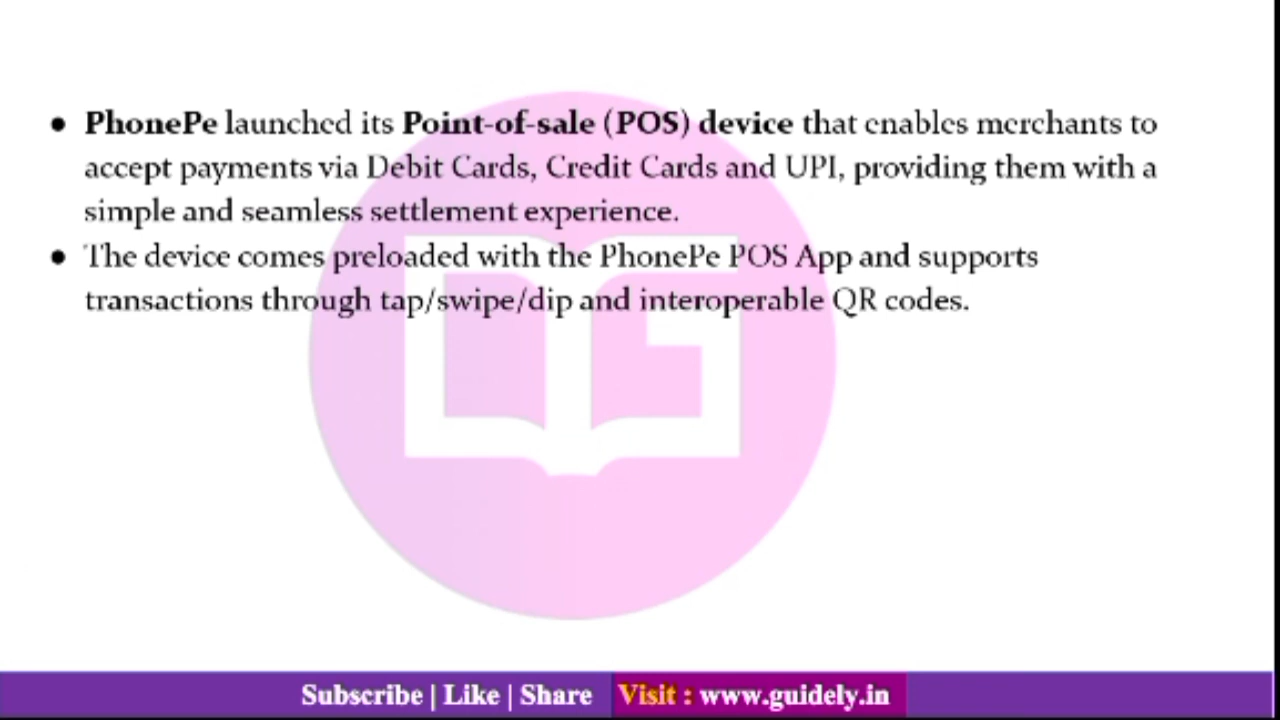 ● PhonePe launched its Point-of-sale (POS) device that enables merchants to
accept payments via Debit Cards, Credit Cards and UPI, providing them with a
simple and seamless settlement experience.
● The device comes preloaded with the PhonePe POS App and supports
transactions through tap/swipe/dip and interoperable QR codes.
Subscribe | Like | Share Visit : www.guidely.in